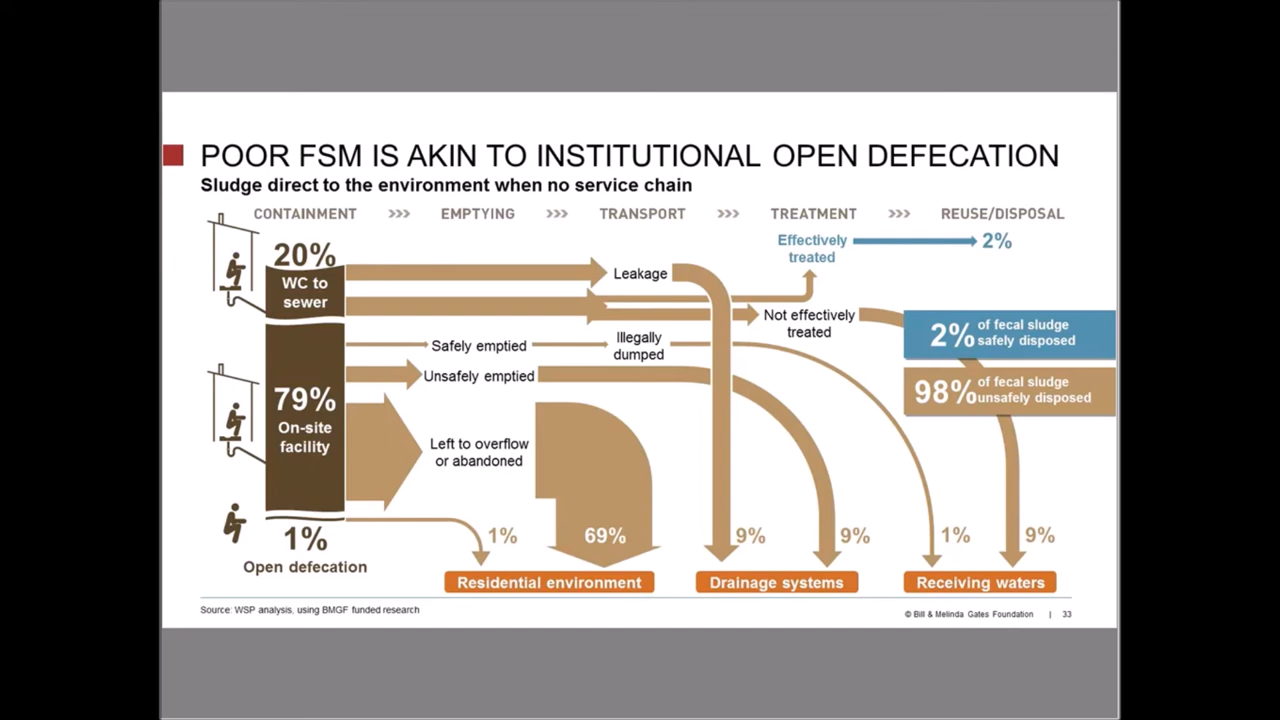 POOR FSM IS AKIN TO INSTITUTIONAL OPEN DEFECATION
Sludge direct to the environment when no service chain
CONTAINMENT >>> EMPTYING >>> TRANSPORT >>> TREATMENT >>> REUSE/DISPOSAL
20%
WC to
sewer
Leakage
Effectively
treated
2%
Not effectively
treated
2% of fecal sludge
safely disposed
98% of fecal sludge
unsafely disposed
Safely emptied
Illegally
dumped
Unsafely emptied
79%
On-site
facility
Left to overflow
or abandoned
1%
Open defecation
1%
69%
9%
9%
1%
9%
Residential environment
Drainage systems
Receiving waters
Source: WSP analysis, using BMGF funded research
© Bill & Melinda Gates Foundation | 33